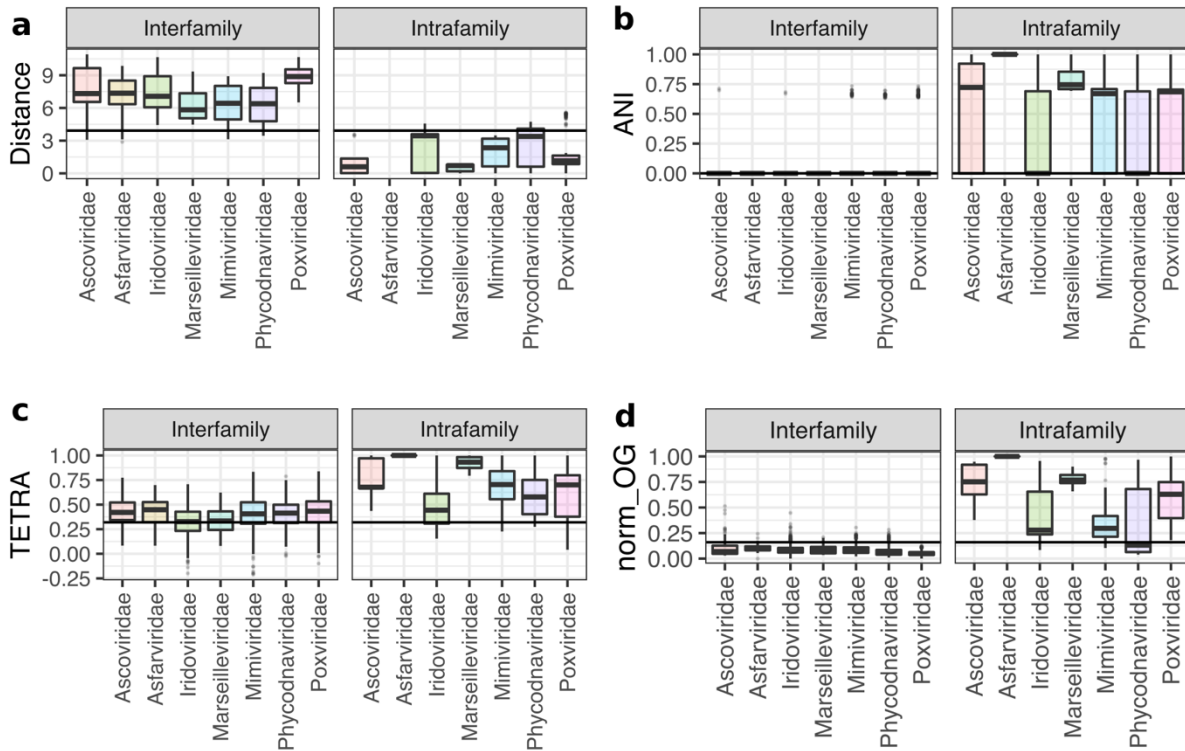 a
Interfamily
Intrafamily
Distance
9
6
3
0
Ascoviridae
Asfarviridae
Iridoviridae
Marseilleviridae
Mimiviridae
Phycodnaviridae
Poxviridae
Ascoviridae
Asfarviridae
Iridoviridae
Marseilleviridae
Mimiviridae
Phycodnaviridae
Poxviridae
b
Interfamily
Intrafamily
ANI
1.00
0.75
0.50
0.25
0.00
Ascoviridae
Asfarviridae
Iridoviridae
Marseilleviridae
Mimiviridae
Phycodnaviridae
Poxviridae
Ascoviridae
Asfarviridae
Iridoviridae
Marseilleviridae
Mimiviridae
Phycodnaviridae
Poxviridae
c
Interfamily
Intrafamily
TETRA
1.00
0.75
0.50
0.25
0.00
-0.25
Ascoviridae
Asfarviridae
Iridoviridae
Marseilleviridae
Mimiviridae
Phycodnaviridae
Poxviridae
Ascoviridae
Asfarviridae
Iridoviridae
Marseilleviridae
Mimiviridae
Phycodnaviridae
Poxviridae
d
Interfamily
Intrafamily
norm_OG
1.00
0.75
0.50
0.25
0.00
Ascoviridae
Asfarviridae
Iridoviridae
Marseilleviridae
Mimiviridae
Phycodnaviridae
Poxviridae
Ascoviridae
Asfarviridae
Iridoviridae
Marseilleviridae
Mimiviridae
Phycodnaviridae
Poxviridae